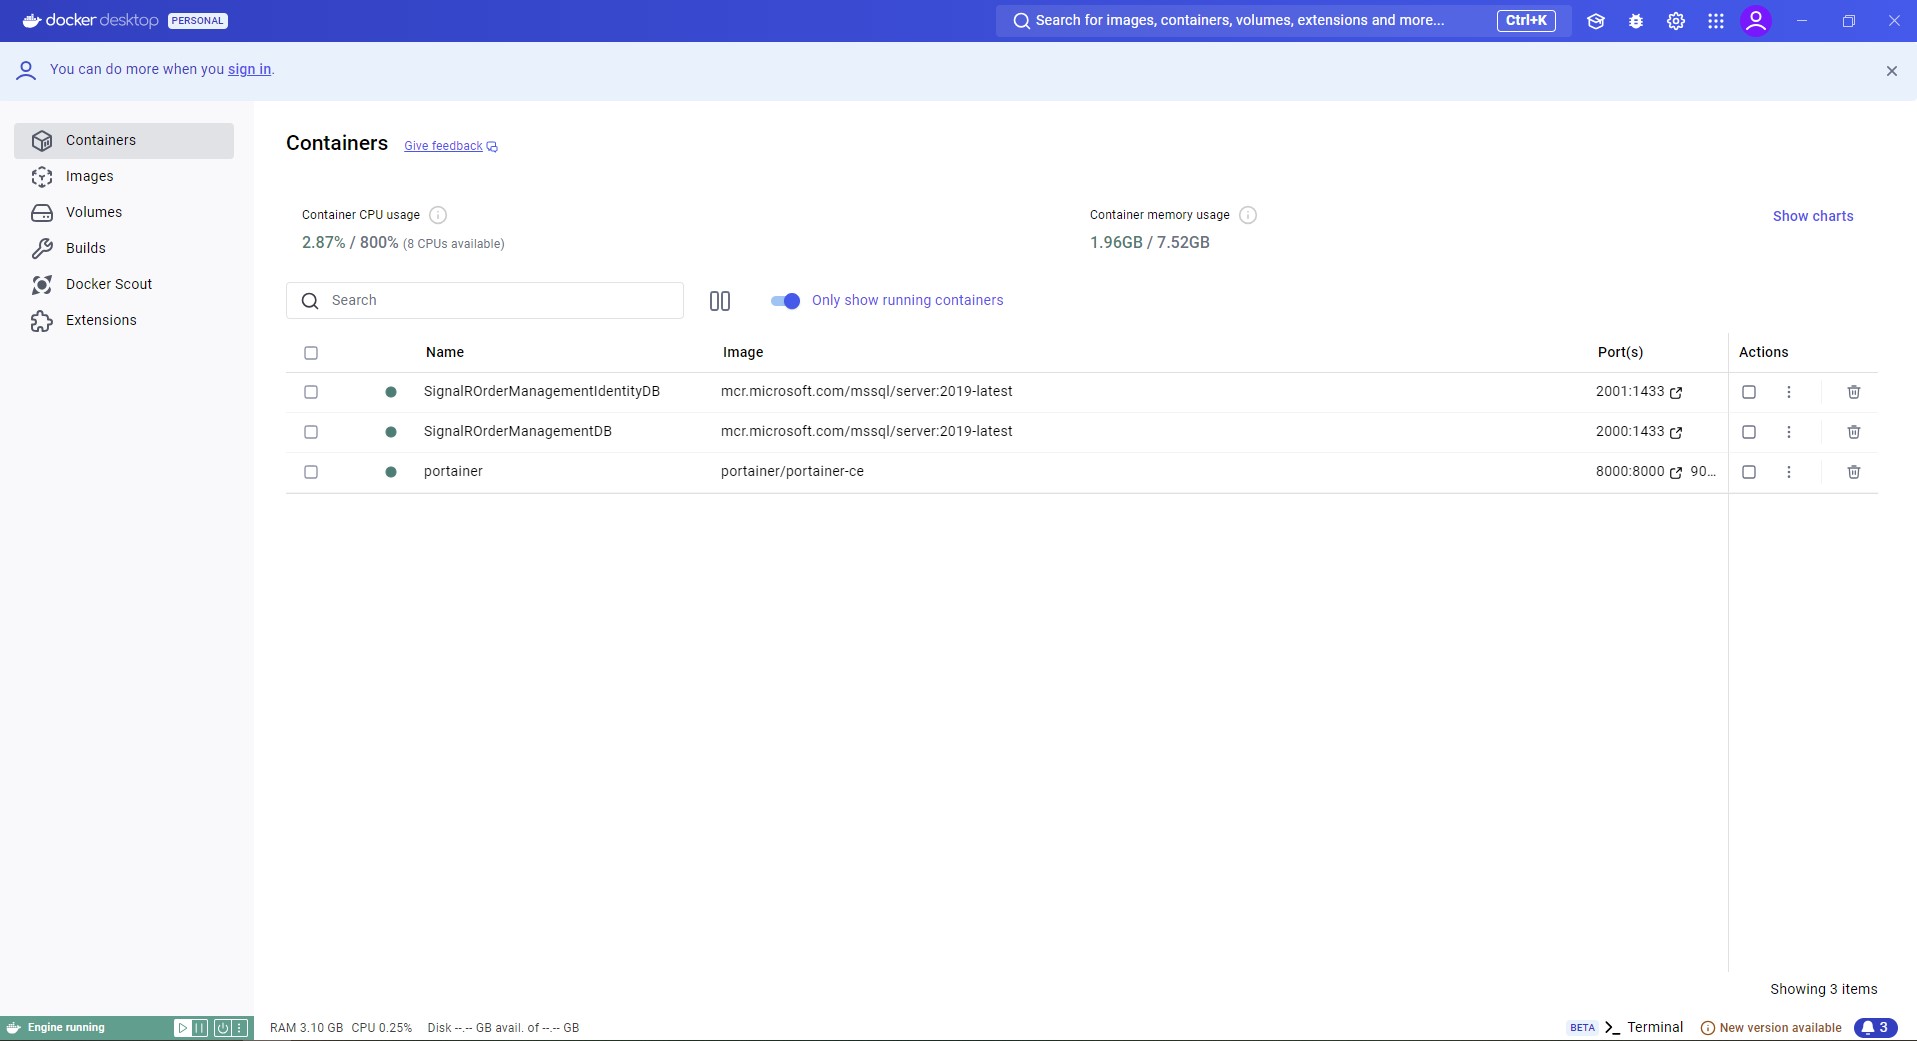 docker desktop PERSONAL
Search for images, containers, volumes, extensions and more... Ctrl+K
You can do more when you sign in.
Containers
Images
Volumes
Builds
Docker Scout
Extensions
Containers Give feedback
Container CPU usage
2.87% / 800% (8 CPUs available)
Container memory usage
1.96GB / 7.52GB
Show charts
Search
Only show running containers
Name Image Port(s) Actions
SignalROrderManagementIdentityDB mcr.microsoft.com/mssql/server:2019-latest 2001:1433
SignalROrderManagementDB mcr.microsoft.com/mssql/server:2019-latest 2000:1433
portainer portainer/portainer-ce 8000:8000 90...
Showing 3 items
Engine running
RAM 3.10 GB CPU 0.25% Disk --.-- GB avail. of --.-- GB
BETA >_ Terminal New version available 3